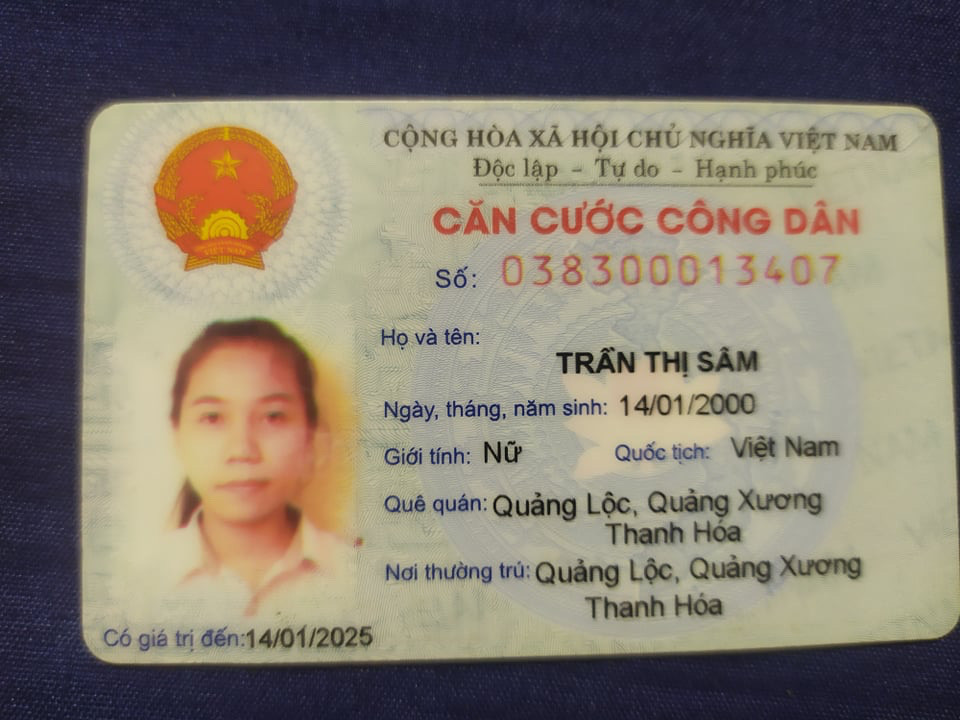 CỘNG HÒA XÃ HỘI CHỦ NGHĨA VIỆT NAM
Độc lập - Tự do - Hạnh phúc
CĂN CƯỚC CÔNG DÂN
Số: 038300013407
Họ và tên:
TRẦN THỊ SÂM
Ngày, tháng, năm sinh: 14/01/2000
Giới tính: Nữ Quốc tịch: Việt Nam
Quê quán: Quảng Lộc, Quảng Xương
Thanh Hóa
Nơi thường trú: Quảng Lộc, Quảng Xương
Thanh Hóa
Có giá trị đến: 14/01/2025
VIỆT NAM